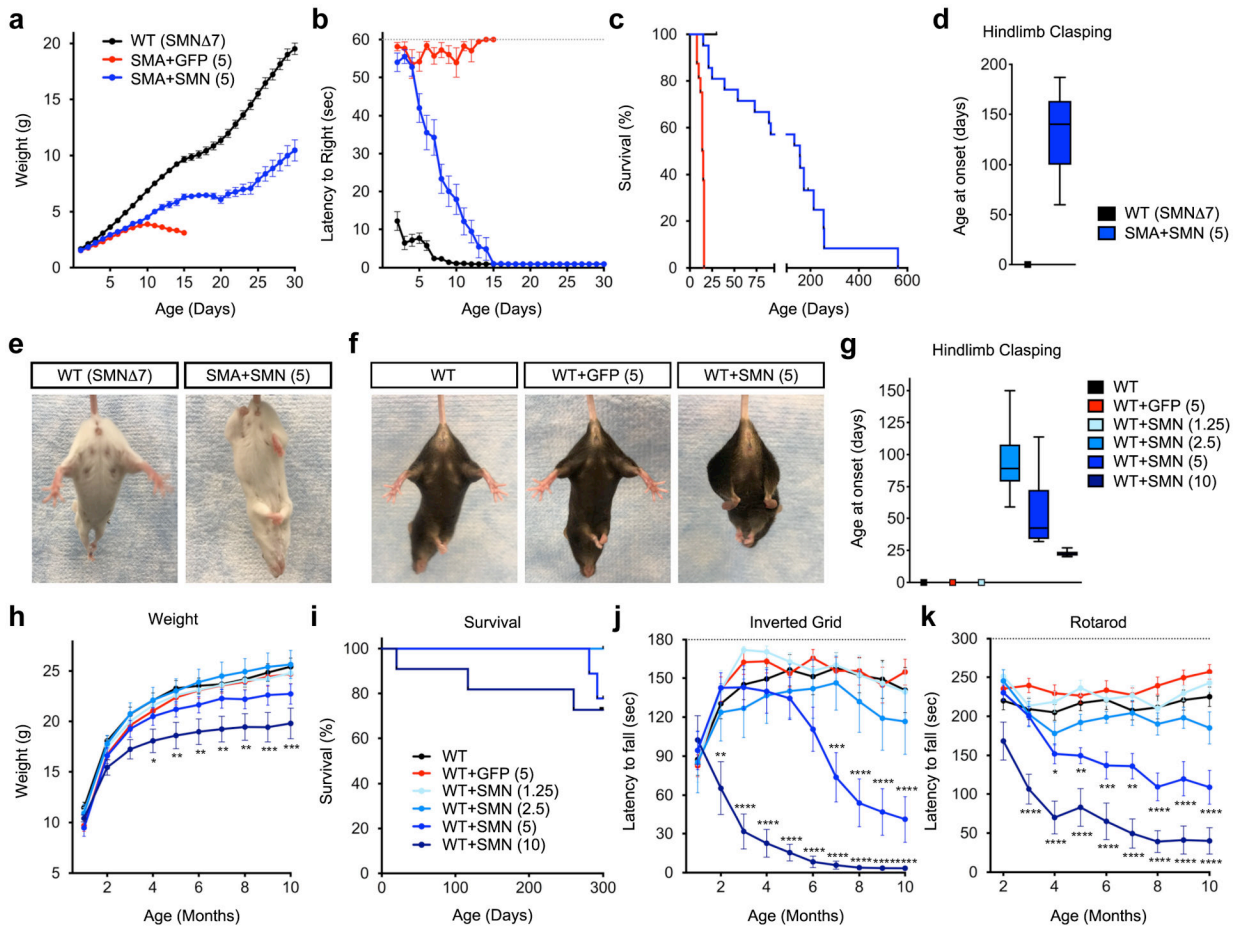 a
WT (SMNΔ7)
SMA+GFP (5)
SMA+SMN (5)
Weight (g)
20
15
10
5
0
0 5 10 15 20 25 30
Age (Days)
b
Latency to Right (sec)
60
50
40
30
20
10
0
5 10 15 20 25 30
Age (Days)
c
Survival (%)
100
80
60
40
20
0
25 50 75 200 400 600
Age (Days)
d
Hindlimb Clasping
Age at onset (days)
200
150
100
50
0
WT (SMNΔ7)
SMA+SMN (5)
e
WT (SMNΔ7)
SMA+SMN (5)
f
WT
WT+GFP (5)
WT+SMN (5)
g
Hindlimb Clasping
Age at onset (days)
150
125
100
75
50
25
0
WT
WT+GFP (5)
WT+SMN (1.25)
WT+SMN (2.5)
WT+SMN (5)
WT+SMN (10)
h
Weight
Weight (g)
25
20
15
10
5
* ** ** ** ** *** ***
2 4 6 8 10
Age (Months)
i
Survival
Survival (%)
100
80
60
40
20
0
WT
WT+GFP (5)
WT+SMN (1.25)
WT+SMN (2.5)
WT+SMN (5)
WT+SMN (10)
0 100 200 300
Age (Days)
j
Inverted Grid
Latency to fall (sec)
180
150
120
90
60
30
0
*** **** **** ****
** **** **** **** **** **** **** **** ****
0 2 4 6 8 10
Age (Months)
k
Rotarod
Latency to fall (sec)
300
250
200
150
100
50
0
* ** *** ** **** **** ****
**** **** **** **** **** **** ****
2 4 6 8 10
Age (Months)